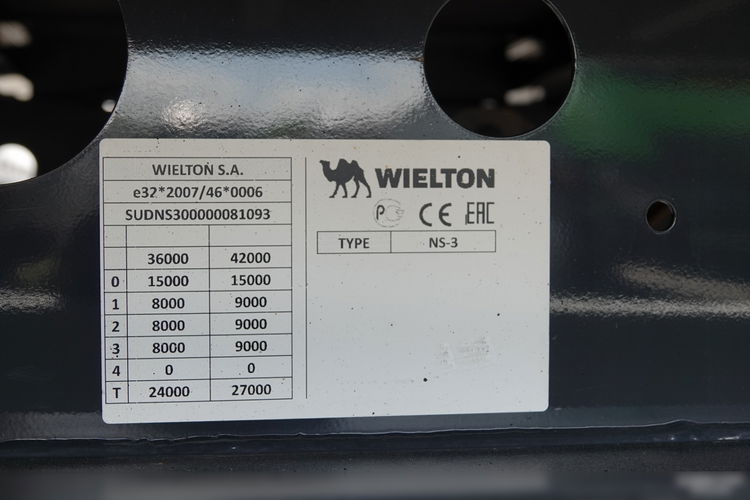 WIELTON S.A.
e32*2007/46*0006
SUDNS300000081093
36000 42000
0 15000 15000
1 8000 9000
2 8000 9000
3 8000 9000
4 0 0
T 24000 27000
WIELTON
P CE EAC
TYPE NS-3